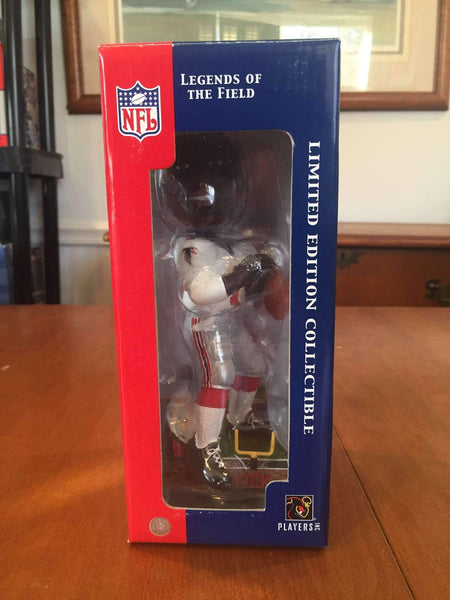 NFL
LEGENDS OF
THE FIELD
LIMITED EDITION COLLECTIBLE
PLAYERS INC